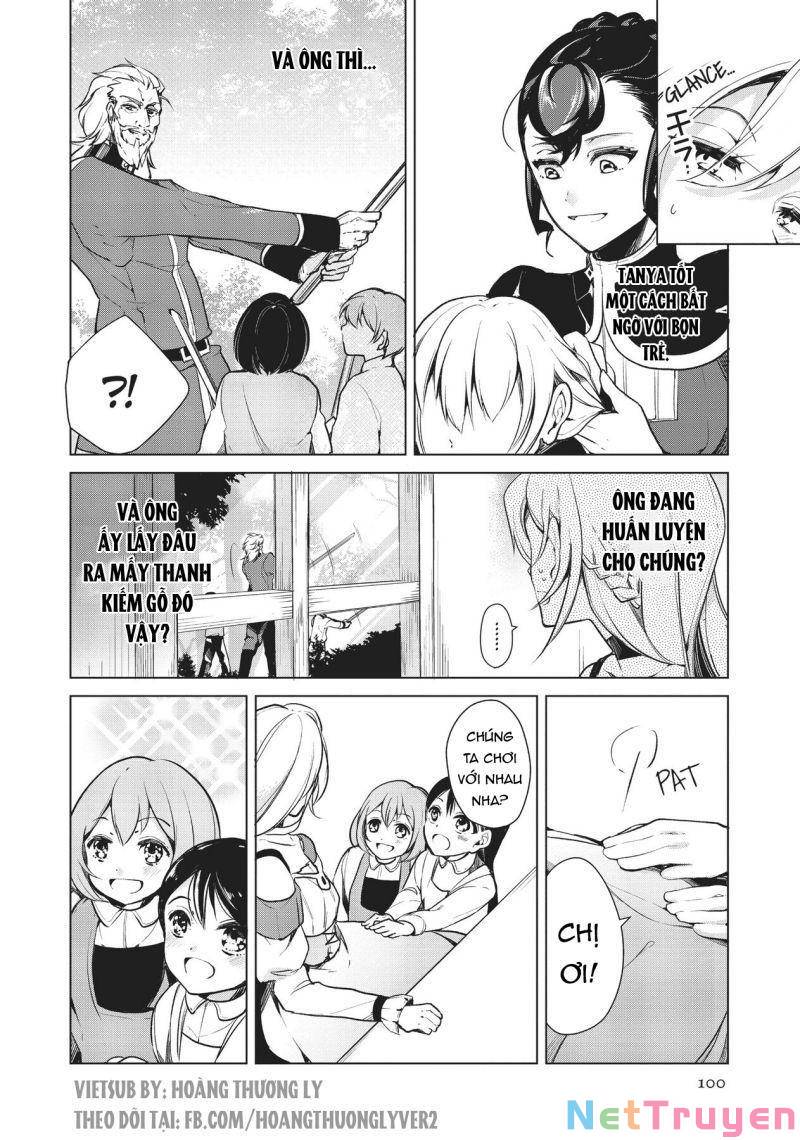 GLANCE...
チラ...
TANYA TỐT
MỘT CÁCH BẤT
NGỜ VỚI BỌN
TRẺ.
VÀ ÔNG THÌ...
?!
ÔNG ĐANG
HUẤN LUYỆN
CHO CHÚNG?
......
VÀ ÔNG
ẤY LẤY ĐÂU
RA MẤY THANH
KIẾM GỖ ĐÓ
VẬY?
PAT
CHỊ
ƠI!
CHÚNG
TA CHƠI
VỚI NHAU
NHA?
100
VIETSUB BY: HOÀNG THƯƠNG LY
THEO DÕI TẠI: FB.COM/HOANGTHUONGLYVER2
NetTruyen